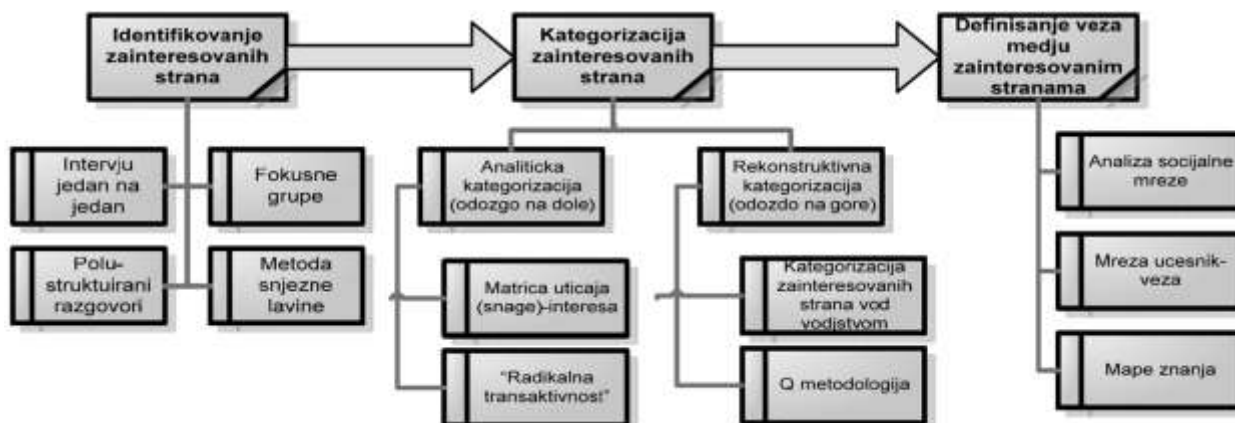 Identifikovanje
zainteresovanih
strana
Kategorizacija
zainteresovanih
strana
Definisanje veza
medju
zainteresovanim
stranama
Intervju
jedan na
jedan
Fokusne
grupe
Polu-
struktuirani
razgovori
Metoda
snjezne
lavine
Analiticka
kategorizacija
(odozgo na dole)
Matrica uticaja
(snage)-interesa
"Radikalna
transaktivnost"
Rekonstruktivna
kategorizacija
(odozdo na gore)
Kategorizacija
zainteresovanih
strana vod
vodjstvom
Q metodologija
Analiza socijalne
mreze
Mreza ucesnik-
veza
Mape znanja